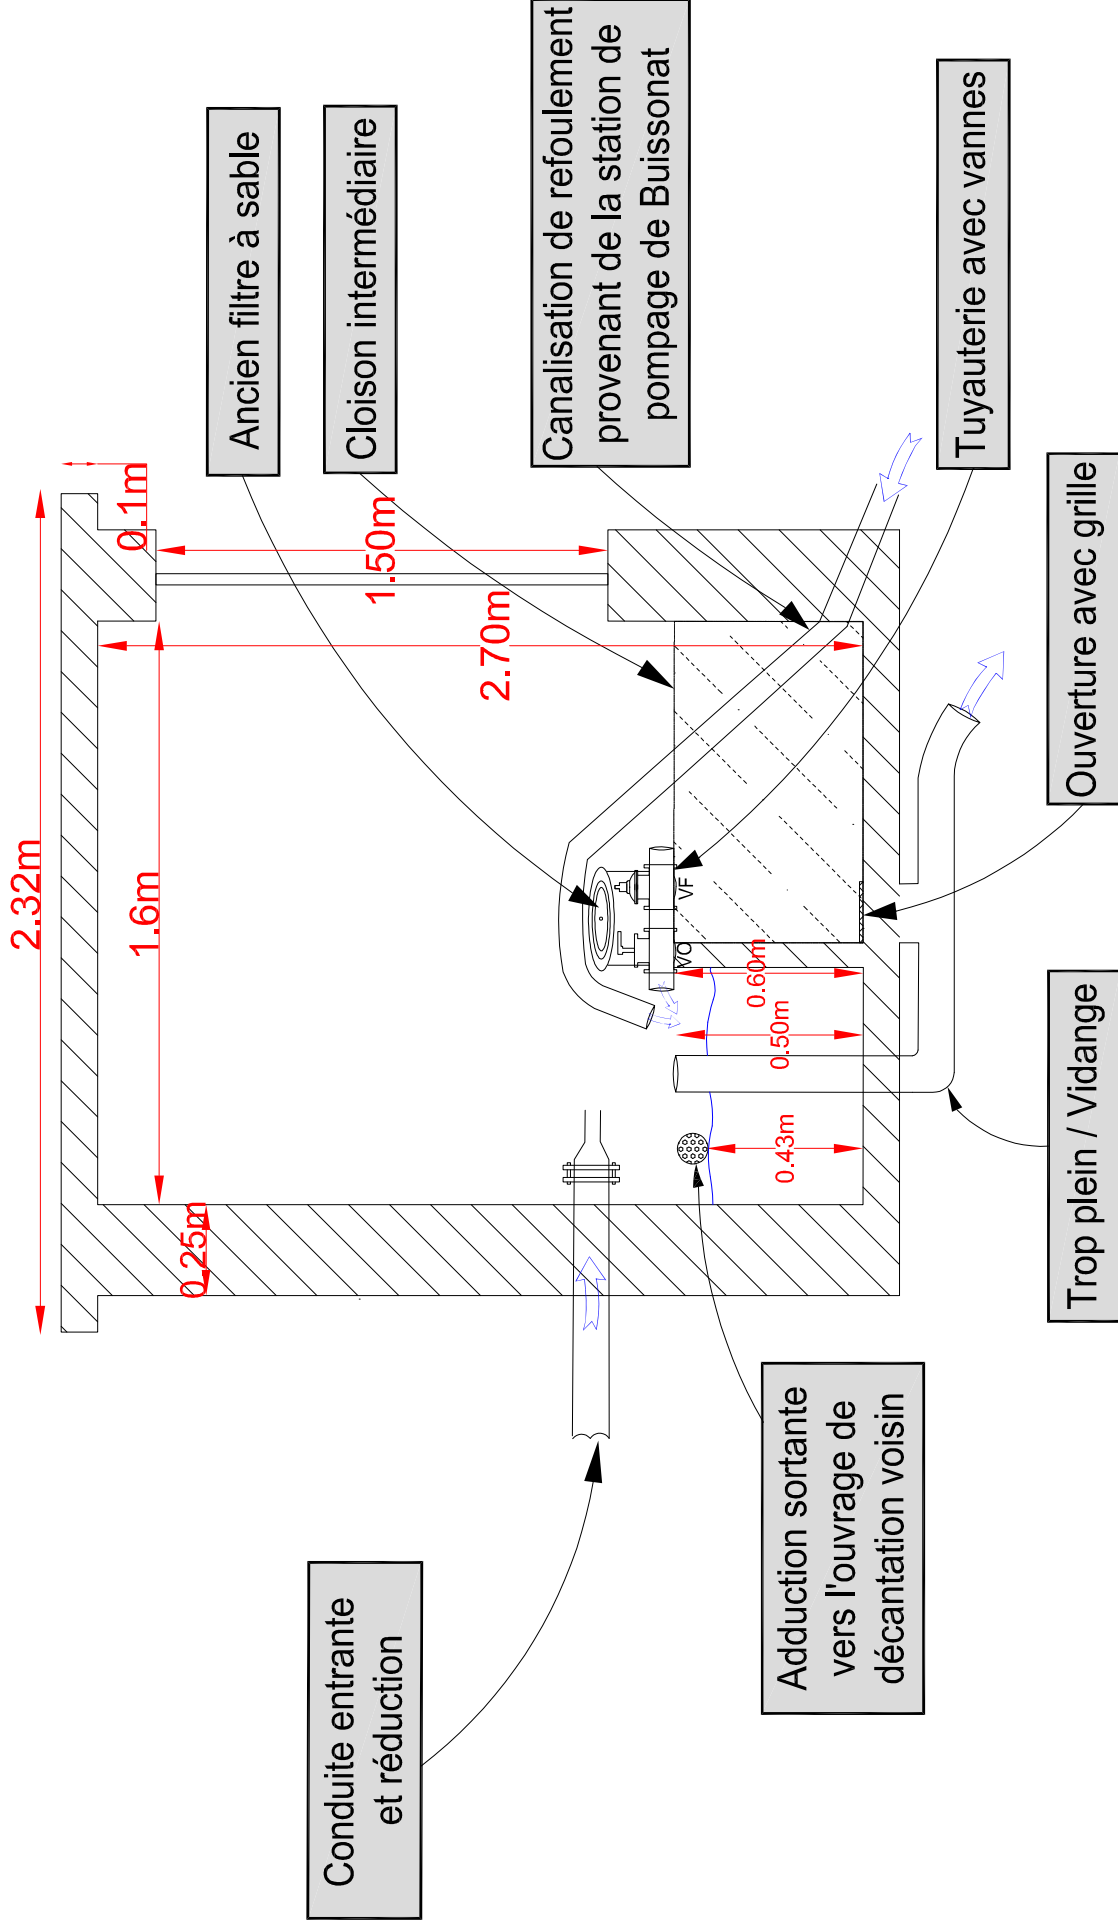 Conduite entrante
et réduction
Adduction sortante
vers l'ouvrage de
décantation voisin
Trop plein / Vidange
Ouverture avec grille
Tuyauterie avec vannes
Canalisation de refoulement
provenant de la station de
pompage de Buissonat
Cloison intermédiaire
Ancien filtre à sable
2.32m
1.6m
0.25m
0.1m
1.50m
2.70m
0.60m
0.50m
0.43m
VO
VF